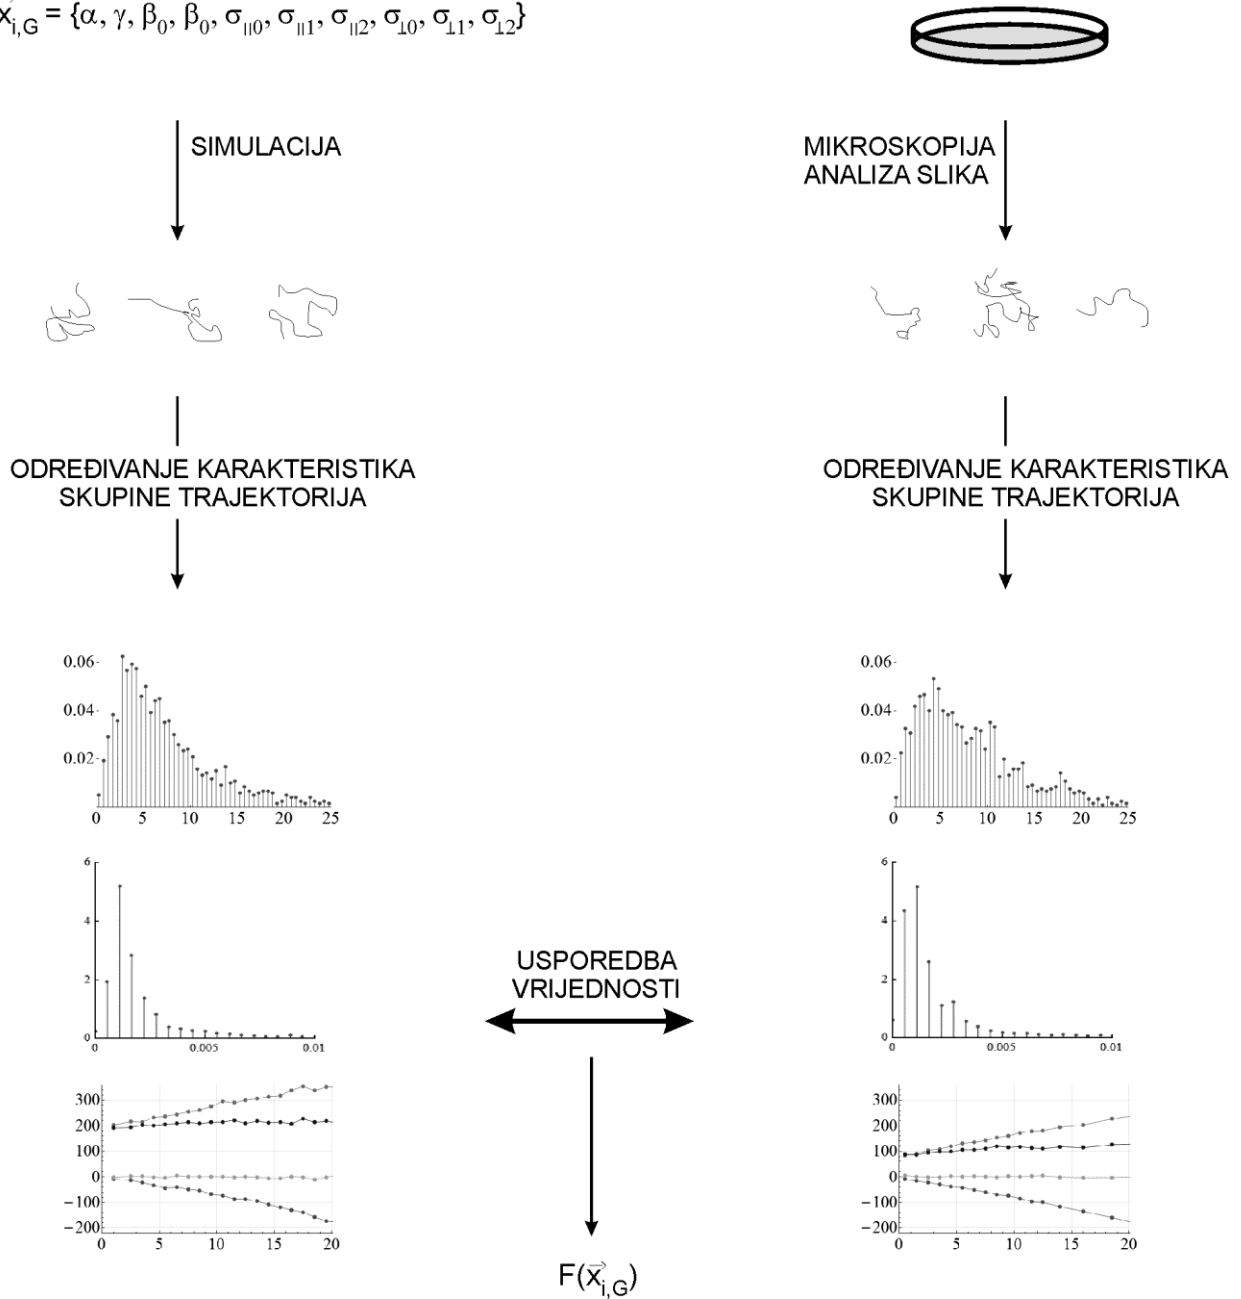 x⃗i,G = {α, γ, β0, β0, σ||0, σ||1, σ||2, σ⊥0, σ⊥1, σ⊥2}
SIMULACIJA
MIKROSKOPIJA
ANALIZA SLIKA
ODREĐIVANJE KARAKTERISTIKA
SKUPINE TRAJEKTORIJA
ODREĐIVANJE KARAKTERISTIKA
SKUPINE TRAJEKTORIJA
0.06
0.04
0.02
0 5 10 15 20 25
0.06
0.04
0.02
0 5 10 15 20 25
6
4
2
0
0 0.005 0.01
6
4
2
0
0 0.005 0.01
USPOREDBA
VRIJEDNOSTI
300
200
100
0
−100
−200
0 5 10 15 20
300
200
100
0
−100
−200
0 5 10 15 20
F(x⃗i,G)